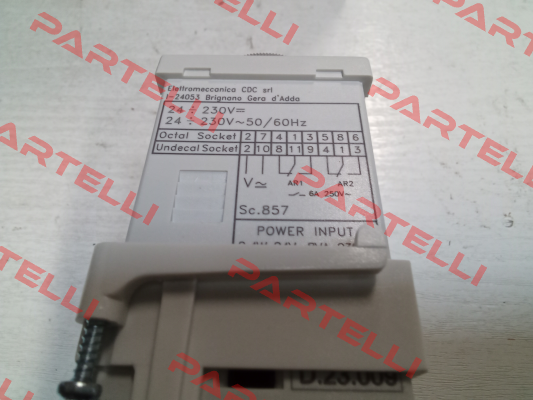 Elettromeccanica CDC srl
I-24053 Brignano Gera d'Adda
24 ÷ 230V=
24 ÷ 230V~50/60Hz
Octal Socket 2 7 4 1 3 5 8 6
Undecal Socket 2 10 8 11 9 4 1 3
V≃ AR1 AR2
6A 250V~
Sc.857
POWER INPUT
D.23.009
PARTELLI
PARTELLI
PARTELLI
PARTELLI
PARTELLI